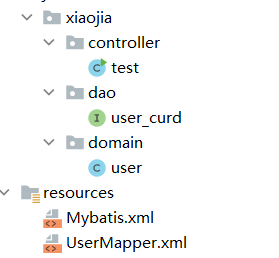 xiaojia
controller
test
dao
user_curd
domain
user
resources
Mybatis.xml
UserMapper.xml